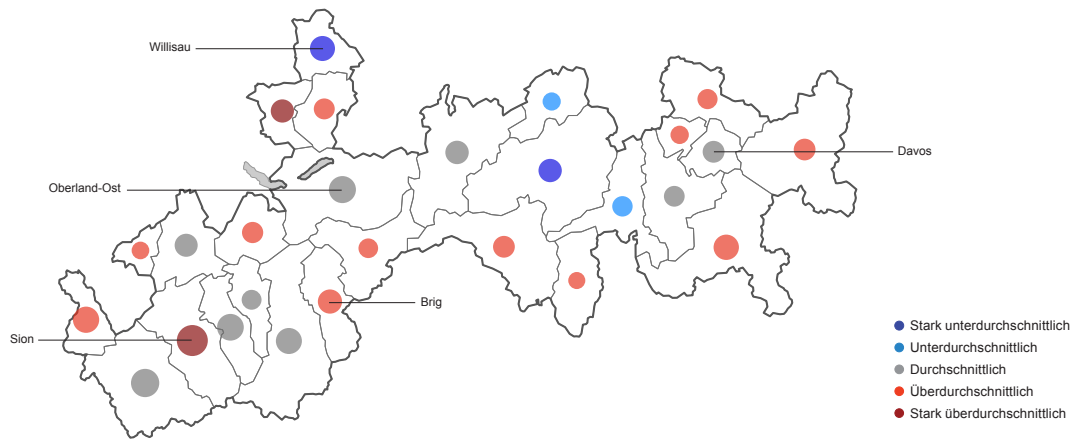 Willisau
Davos
Oberland-Ost
Brig
Sion
Stark unterdurchschnittlich
Unterdurchschnittlich
Durchschnittlich
Überdurchschnittlich
Stark überdurchschnittlich